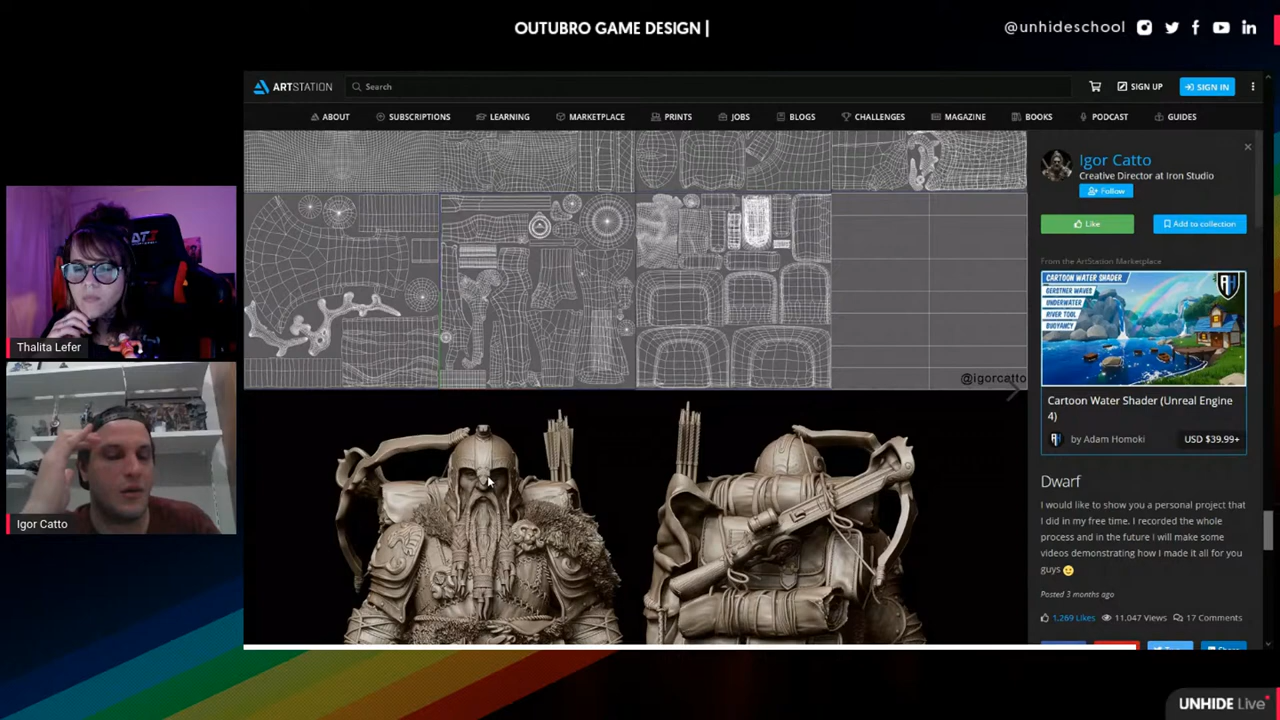 OUTUBRO GAME DESIGN |
@unhideschool
ARTSTATION
Search
SIGN UP
SIGN IN
ABOUT
SUBSCRIPTIONS
LEARNING
MARKETPLACE
PRINTS
JOBS
BLOGS
CHALLENGES
MAGAZINE
BOOKS
PODCAST
GUIDES
Igor Catto
Creative Director at Iron Studio
Follow
Like
Add to collection
From the ArtStation Marketplace
CARTOON WATER SHADER
GERSTNER WAVES
UNDERWATER
RIVER TOOL
BUOYANCY
Cartoon Water Shader (Unreal Engine
4)
by Adam Homoki
USD $39.99+
Dwarf
I would like to show you a personal project that
I did in my free time. I recorded the whole
process and in the future I will make some
videos demonstrating how I made it all for you
guys 🙂
Posted 3 months ago
1,269 Likes
11,047 Views
17 Comments
@igorcatto
Thalita Lefer
Igor Catto
UNHIDE Live